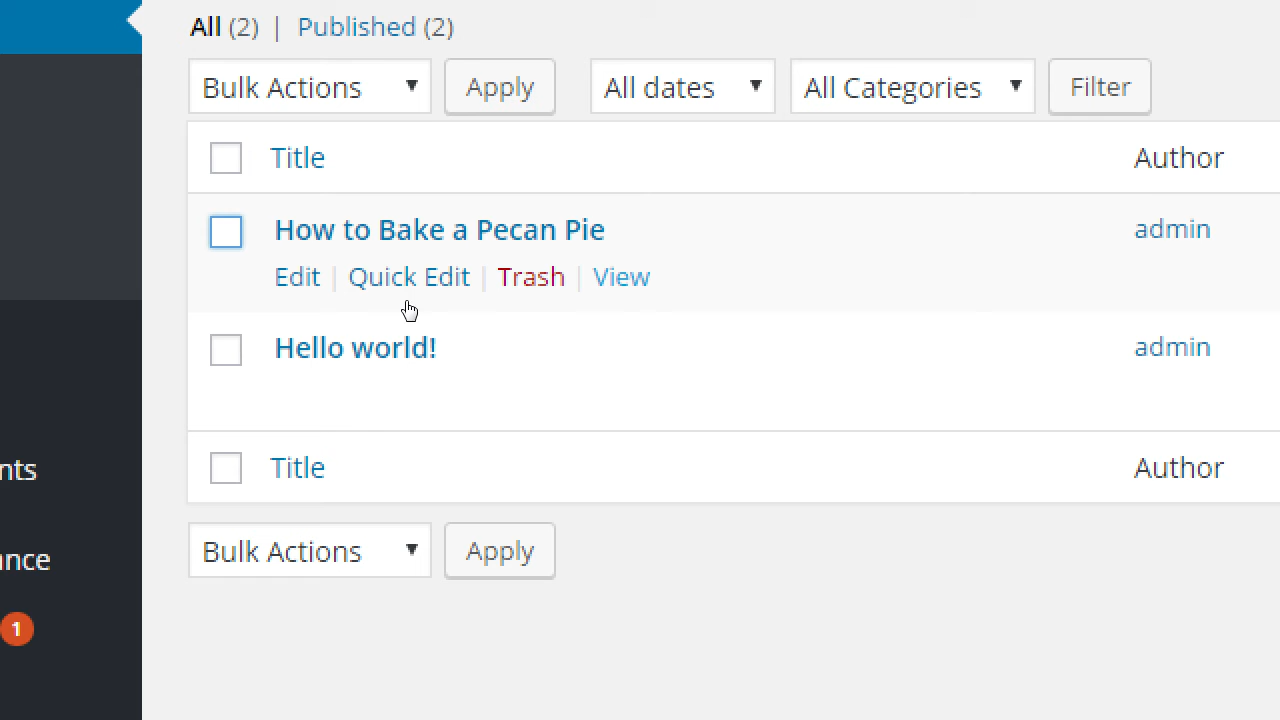 All (2) | Published (2)
Bulk Actions Apply All dates All Categories Filter
Title Author
How to Bake a Pecan Pie admin
Edit | Quick Edit | Trash | View
Hello world! admin
nts
Title Author
Bulk Actions Apply
ance
1